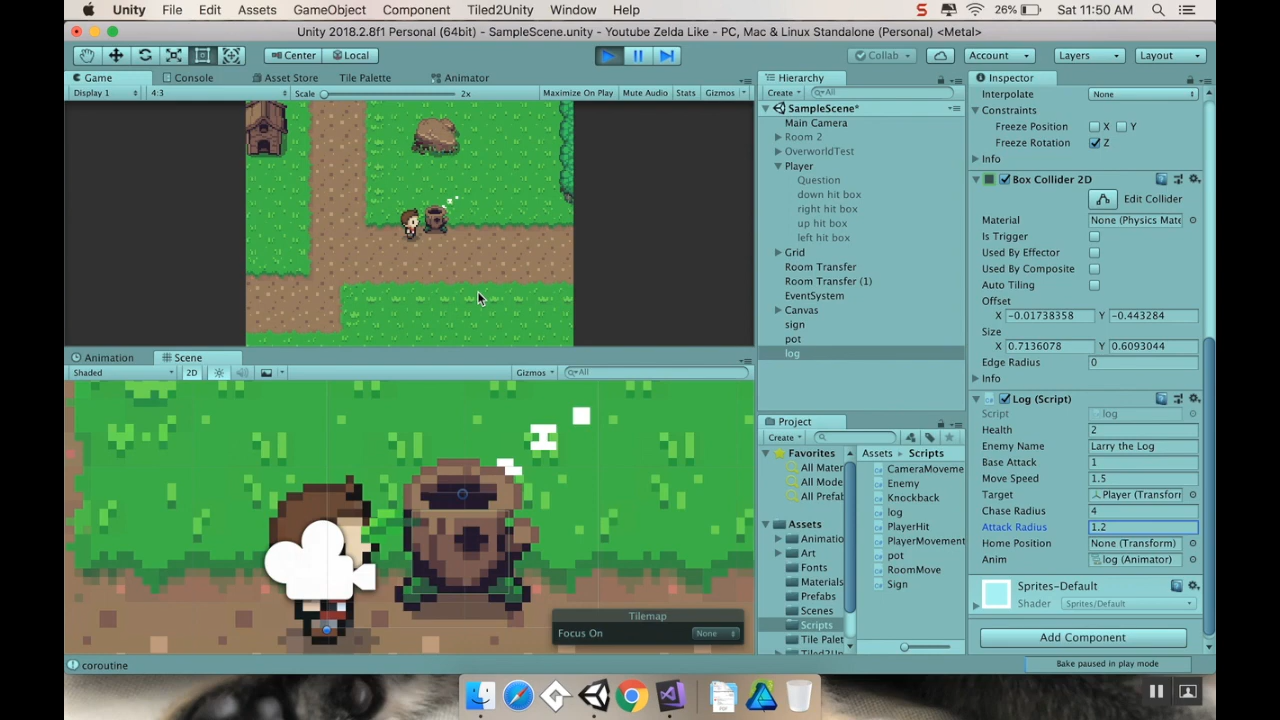 Unity File Edit Assets GameObject Component Tiled2Unity Window Help S 26% Sat 11:50 AM
Unity 2018.2.8f1 Personal (64bit) - SampleScene.unity - Youtube Zelda Like - PC, Mac & Linux Standalone (Personal) <Metal>
Center Local Collab Account Layers Layout
Game Console Asset Store Tile Palette Animator
Display 1 4:3 Scale 2x Maximize On Play Mute Audio Stats Gizmos
Animation Scene
Shaded 2D Gizmos All
Tilemap
Focus On None
coroutine
Hierarchy
Create All
SampleScene*
Main Camera
Room 2
OverworldTest
Player
Question
down hit box
right hit box
up hit box
left hit box
Grid
Room Transfer
Room Transfer (1)
EventSystem
Canvas
sign
pot
log
Project
Create
Favorites
All Mater
All Mode
All Prefab
Assets
Animatio
Art
Fonts
Materials
Prefabs
Scenes
Scripts
Tile Palet
Tiled2Un
Assets Scripts
CameraMoveme
Enemy
Knockback
log
PlayerHit
PlayerMovement
pot
RoomMove
Sign
Inspector
Interpolate None
Constraints
Freeze Position X Y
Freeze Rotation Z
Info
Box Collider 2D
Edit Collider
Material None (Physics Mate
Is Trigger
Used By Effector
Used By Composite
Auto Tiling
Offset
X -0.01738358 Y -0.443284
Size
X 0.7136078 Y 0.6093044
Edge Radius 0
Info
Log (Script)
Script log
Health 2
Enemy Name Larry the Log
Base Attack 1
Move Speed 1.5
Target Player (Transforr
Chase Radius 4
Attack Radius 1.2
Home Position None (Transform)
Anim log (Animator)
Sprites-Default
Shader Sprites/Default
Add Component
Bake paused in play mode